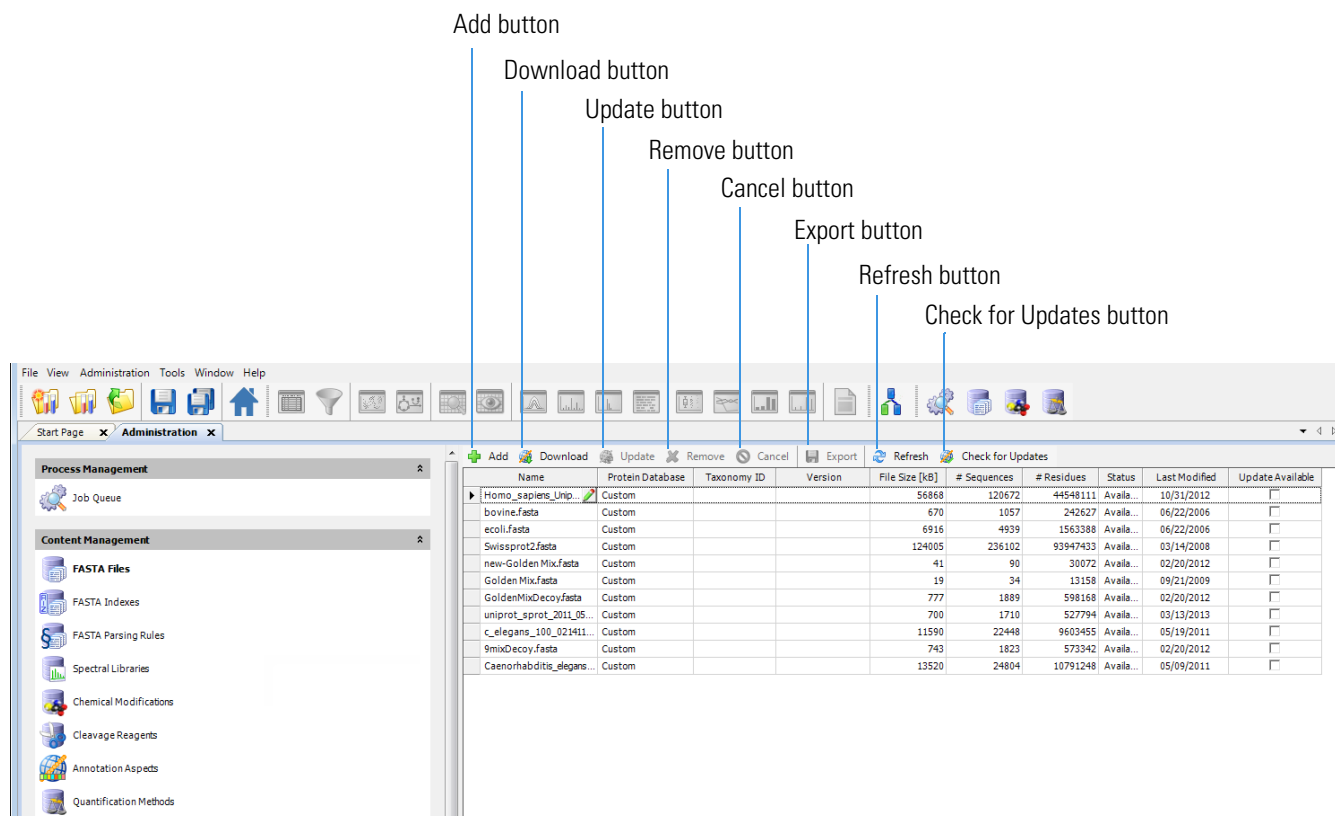 Add button
Download button
Update button
Remove button
Cancel button
Export button
Refresh button
Check for Updates button
File View Administration Tools Window Help
Start Page x Administration x
Process Management
Job Queue
Content Management
FASTA Files
FASTA Indexes
FASTA Parsing Rules
Spectral Libraries
Chemical Modifications
Cleavage Reagents
Annotation Aspects
Quantification Methods
Add Download Update Remove Cancel Export Refresh Check for Updates
Name Protein Database Taxonomy ID Version File Size [kB] # Sequences # Residues Status Last Modified Update Available
Homo_sapiens_Unip... Custom 56868 120672 44548111 Availa... 10/31/2012
bovine.fasta Custom 670 1057 242627 Availa... 06/22/2006
ecoli.fasta Custom 6916 4939 1563388 Availa... 06/22/2006
Swissprot2.fasta Custom 124005 236102 93947433 Availa... 03/14/2008
new-Golden Mix.fasta Custom 41 90 30072 Availa... 02/20/2012
Golden Mix.fasta Custom 19 34 13158 Availa... 09/21/2009
GoldenMixDecoy.fasta Custom 777 1889 598168 Availa... 02/20/2012
uniprot_sprot_2011_05... Custom 700 1710 527794 Availa... 03/13/2013
c_elegans_100_021411... Custom 11590 22448 9603455 Availa... 05/19/2011
9mixDecoy.fasta Custom 743 1823 573342 Availa... 02/20/2012
Caenorhabditis_elegans... Custom 13520 24804 10791248 Availa... 05/09/2011